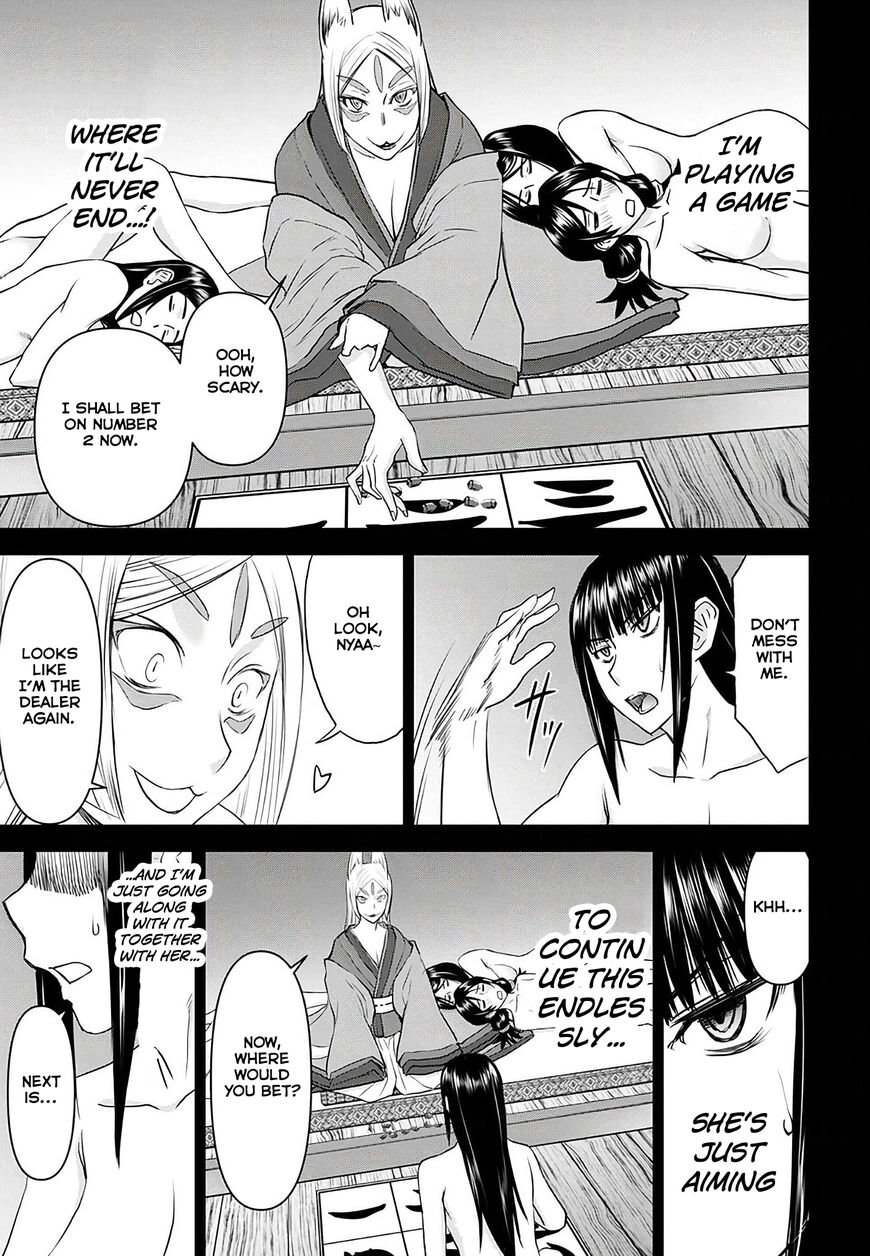 I'M
PLAYING
A GAME
WHERE
IT'LL
NEVER
END...!
OOH,
HOW
SCARY.
I SHALL BET
ON NUMBER
2 NOW.
DON'T
MESS
WITH
ME.
OH
LOOK,
NYAA~
LOOKS
LIKE
I'M THE
DEALER
AGAIN.
KHH...
SHE'S
JUST
AIMING
TO
CONTIN
UE THIS
ENDLES
SLY...
NOW,
WHERE
WOULD
YOU BET?
...AND I'M
JUST GOING
ALONG
WITH IT
TOGETHER
WITH HER...
NEXT
IS...